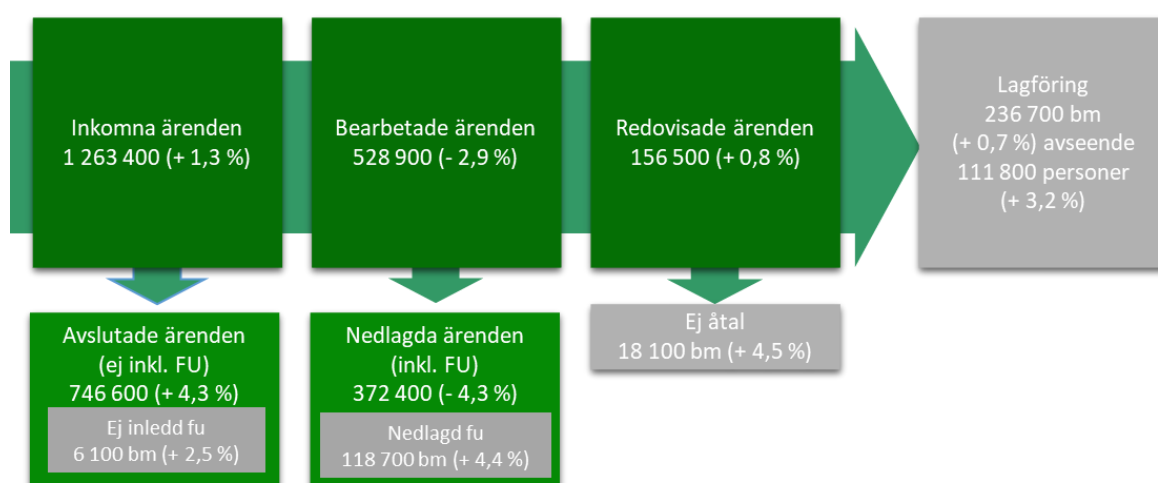 Inkomna ärenden
1 263 400 (+ 1,3 %)
Bearbetade ärenden
528 900 (- 2,9 %)
Redovisade ärenden
156 500 (+ 0,8 %)
Lagföring
236 700 bm
(+ 0,7 %) avseende
111 800 personer
(+ 3,2 %)
Avslutade ärenden
(ej inkl. FU)
746 600 (+ 4,3 %)
Ej inledd fu
6 100 bm (+ 2,5 %)
Nedlagda ärenden
(inkl. FU)
372 400 (- 4,3 %)
Nedlagd fu
118 700 bm (+ 4,4 %)
Ej åtal
18 100 bm (+ 4,5 %)